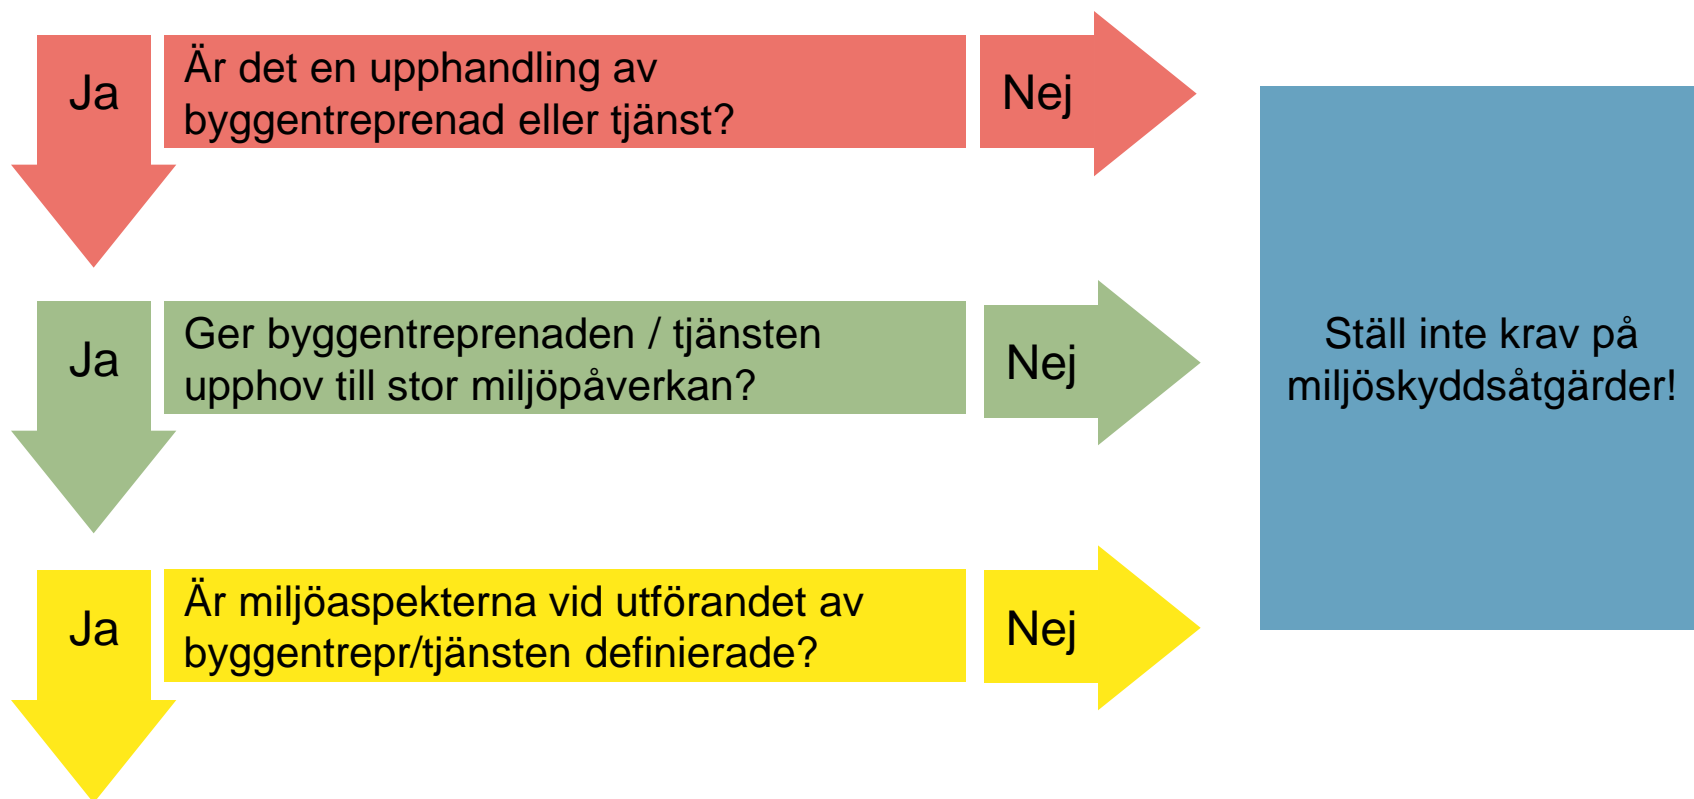 Ja
Är det en upphandling av
byggentreprenad eller tjänst?
Nej
Ja
Ger byggentreprenaden / tjänsten
upphov till stor miljöpåverkan?
Nej
Ställ inte krav på
miljöskyddsåtgärder!
Ja
Är miljöaspekterna vid utförandet av
byggentrepr/tjänsten definierade?
Nej